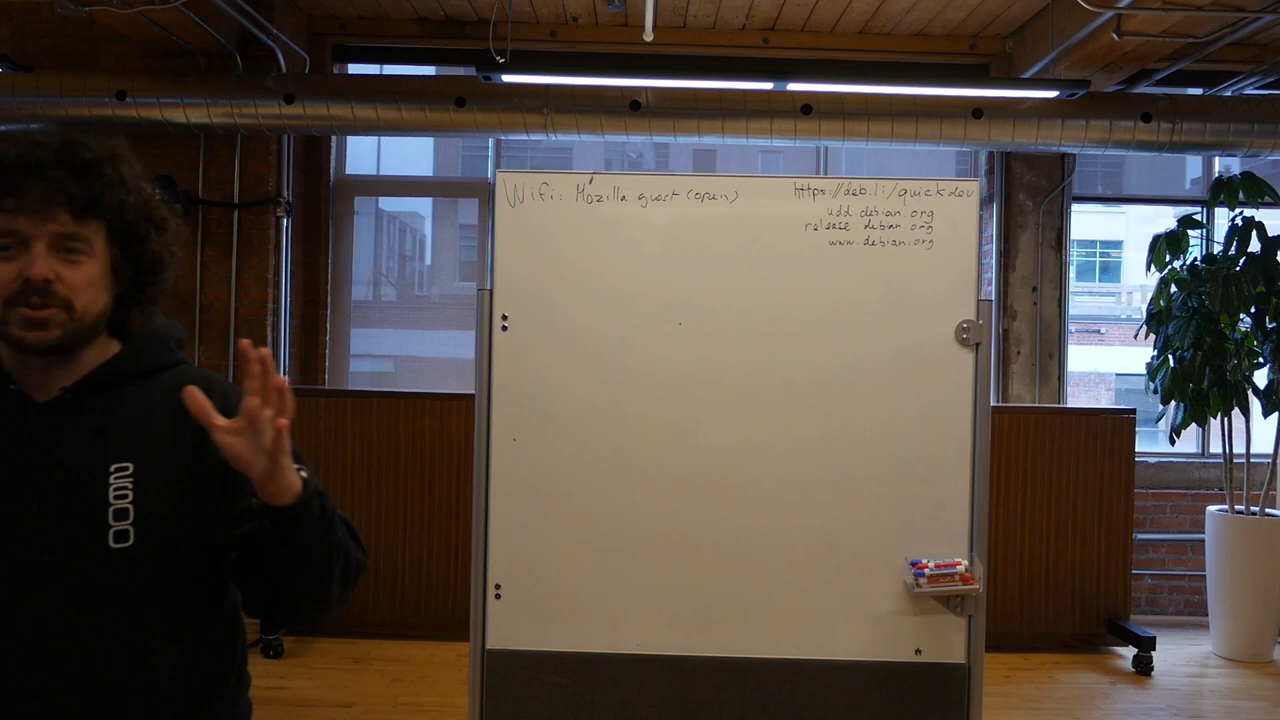 Wifi: Mozilla guest (open)
https://deb.li/quickdev
udd.debian.org
release.debian.org
www.debian.org
2600